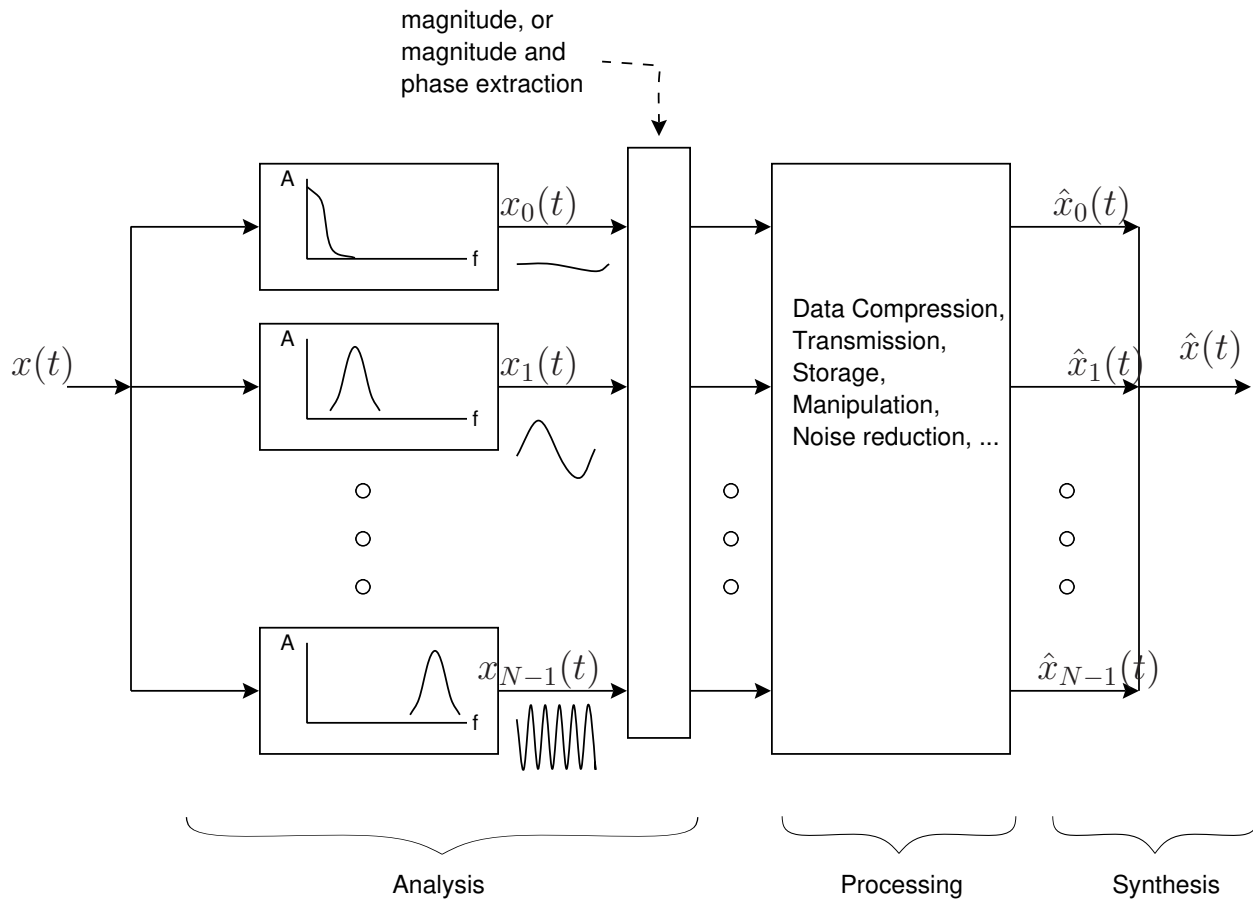 magnitude, or
magnitude and
phase extraction
A
f
x_0(t)
x̂_0(t)
x(t)
A
f
x_1(t)
Data Compression,
Transmission,
Storage,
Manipulation,
Noise reduction, ...
x̂_1(t)
x̂(t)
A
f
x_{N−1}(t)
x̂_{N−1}(t)
Analysis
Processing
Synthesis